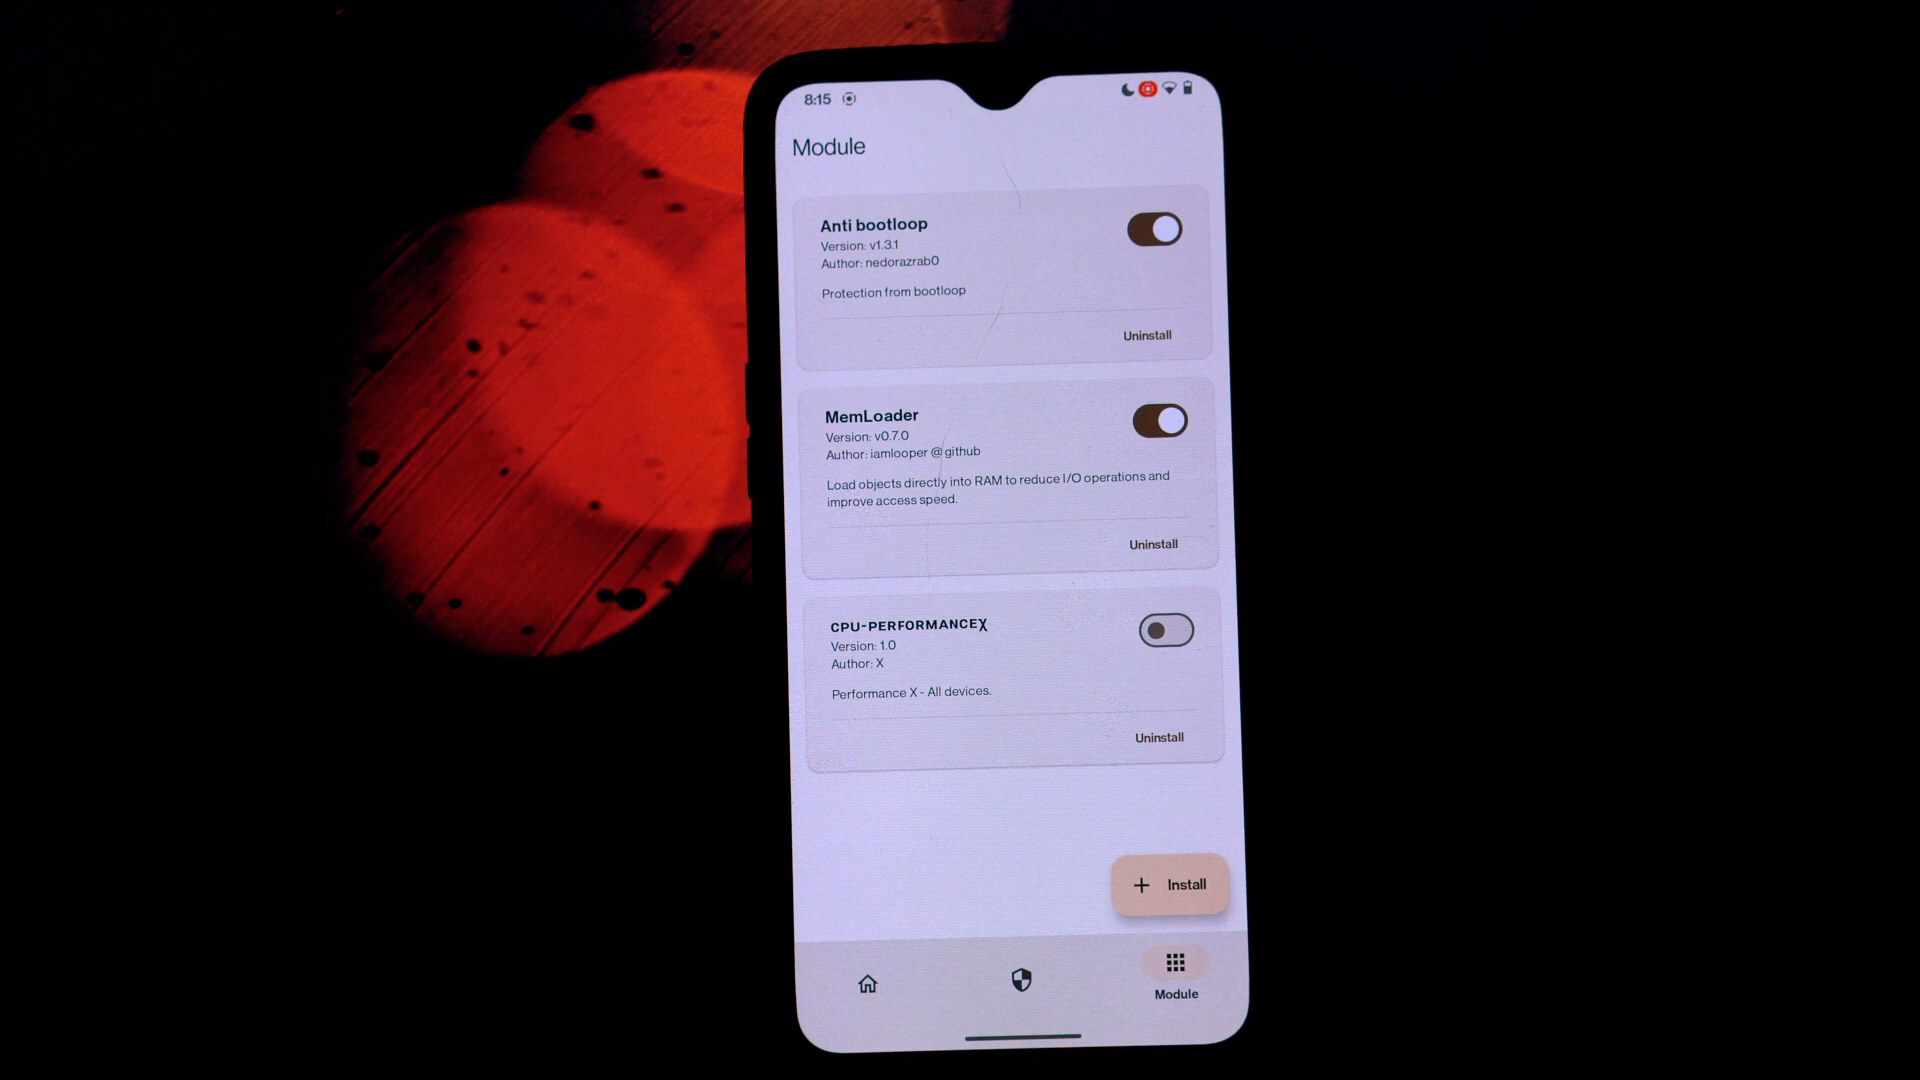 8:15
Module
Anti bootloop
Version: v1.3.1
Author: nedorazrab0
Protection from bootloop
Uninstall
MemLoader
Version: v0.7.0
Author: iamlooper @ github
Load objects directly into RAM to reduce I/O operations and
improve access speed.
Uninstall
CPU-PERFORMANCEꭓ
Version: 1.0
Author: X
Performance X - All devices.
Uninstall
+ Install
Module